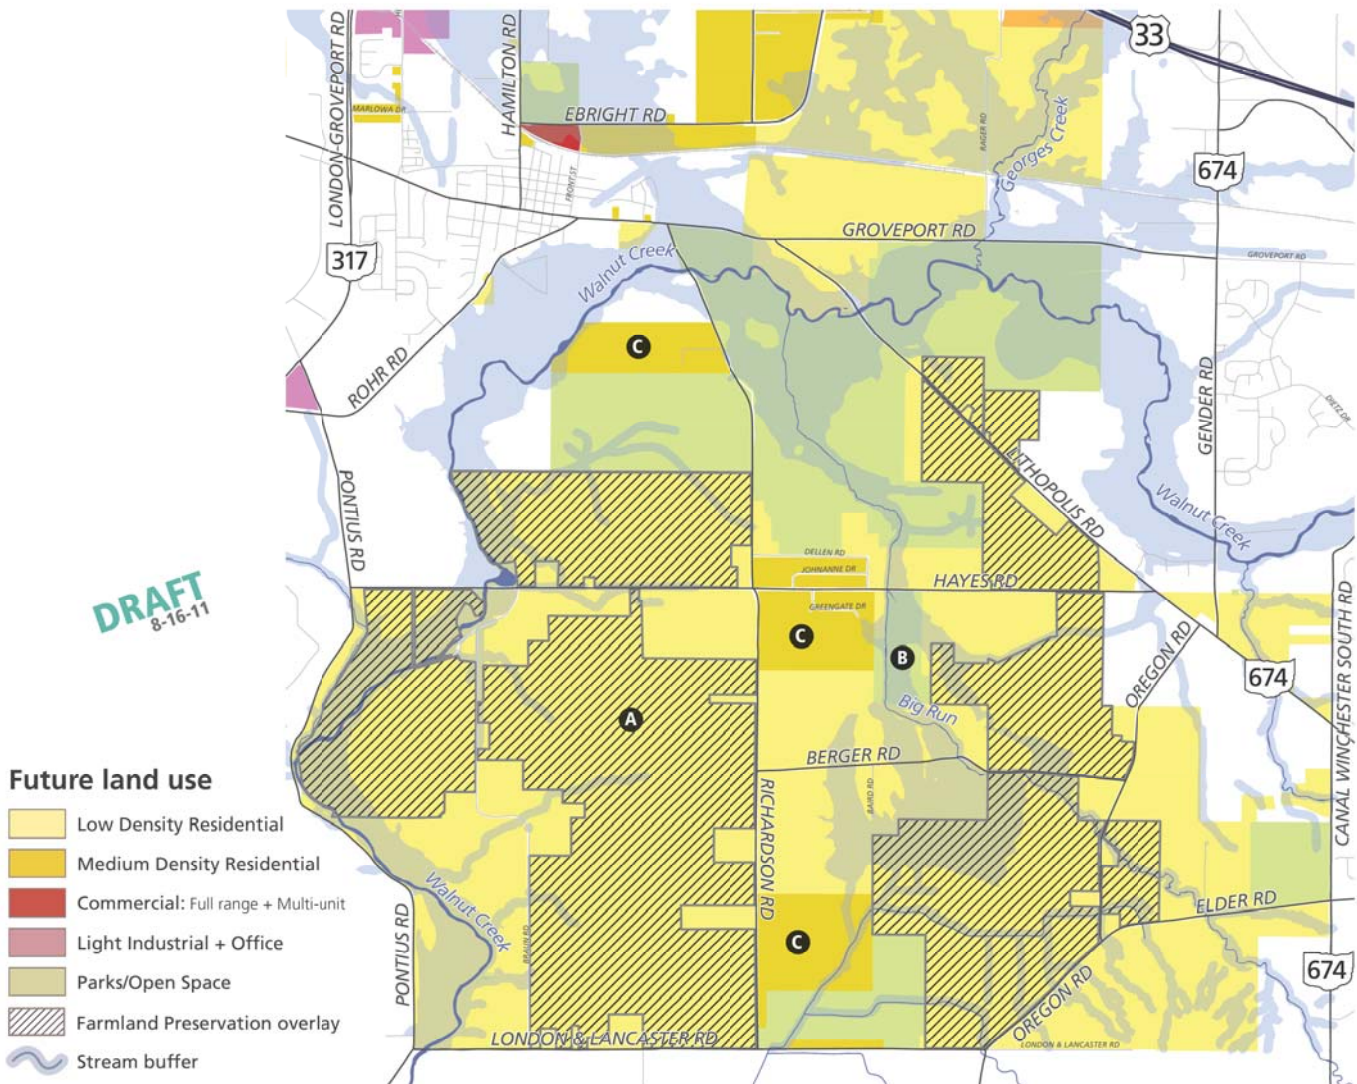 33
LONDON-GROVEPORT RD
HAMILTON RD
MARLOWA DR
EBRIGHT RD
RAGER RD
Georges Creek
674
FRONT ST
GROVEPORT RD
GROVEPORT RD
317
Walnut Creek
ROHR RD
C
GENDER RD
DIETZ DR
LITHOPOLIS RD
PONTIUS RD
Walnut Creek
DELLEN RD
JOHNANNE DR
HAYES RD
GREENGATE DR
DRAFT
8-16-11
C
B
OREGON RD
674
CANAL WINCHESTER SOUTH RD
A
Big Run
BERGER RD
BAIRD RD
RICHARDSON RD
Future land use
Low Density Residential
Medium Density Residential
Commercial: Full range + Multi-unit
Light Industrial + Office
Parks/Open Space
Farmland Preservation overlay
Stream buffer
Walnut Creek
PONTIUS RD
BRAUN RD
C
ELDER RD
674
OREGON RD
LONDON & LANCASTER RD
LONDON & LANCASTER RD